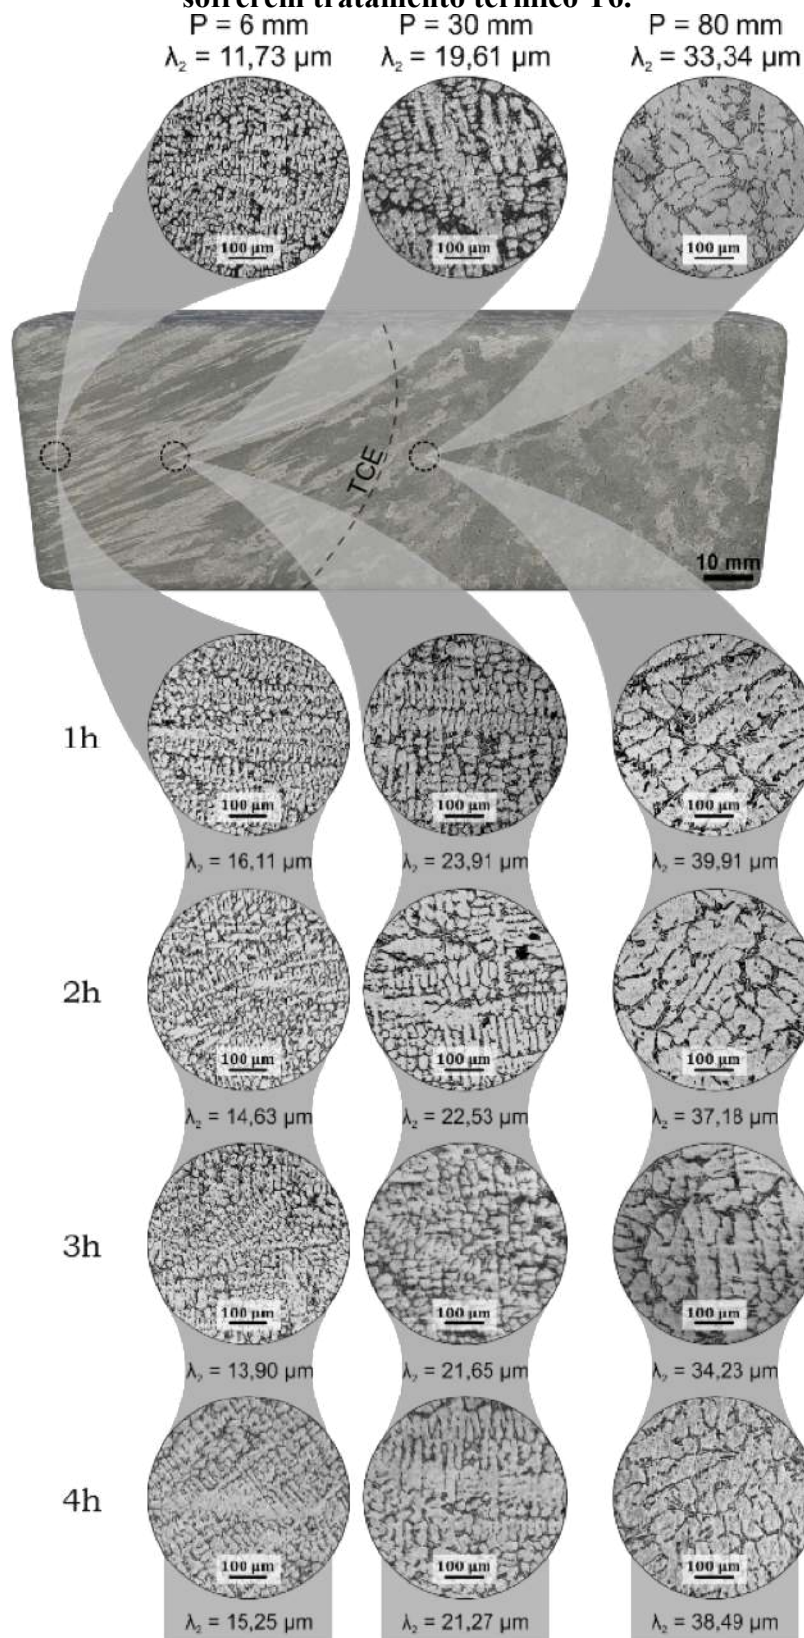 sofrerem tratamento térmico T6.
P = 6 mm P = 30 mm P = 80 mm
λ₂ = 11,73 µm λ₂ = 19,61 µm λ₂ = 33,34 µm
100 µm 100 µm 100 µm
TCE
10 mm
1h
100 µm 100 µm 100 µm
λ₂ = 16,11 µm λ₂ = 23,91 µm λ₂ = 39,91 µm
2h
100 µm 100 µm 100 µm
λ₂ = 14,63 µm λ₂ = 22,53 µm λ₂ = 37,18 µm
3h
100 µm 100 µm 100 µm
λ₂ = 13,90 µm λ₂ = 21,65 µm λ₂ = 34,23 µm
4h
100 µm 100 µm 100 µm
λ₂ = 15,25 µm λ₂ = 21,27 µm λ₂ = 38,49 µm